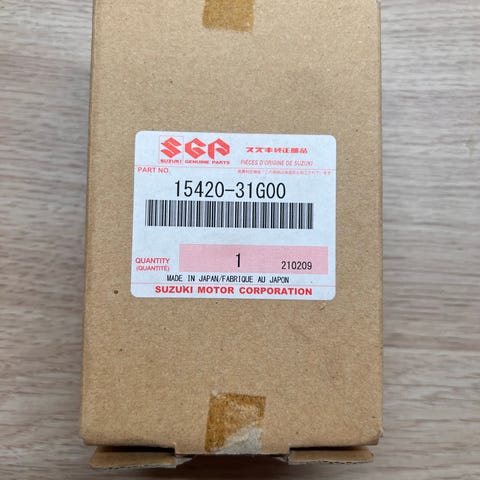 SGP
SUZUKI GENUINE PARTS
スズキ純正部品
PIÈCES D'ORIGINE DE SUZUKI
PART NO.
15420-31G00
QUANTITY
(QUANTITÉ)
1
210209
MADE IN JAPAN/FABRIQUE AU JAPON
SUZUKI MOTOR CORPORATION